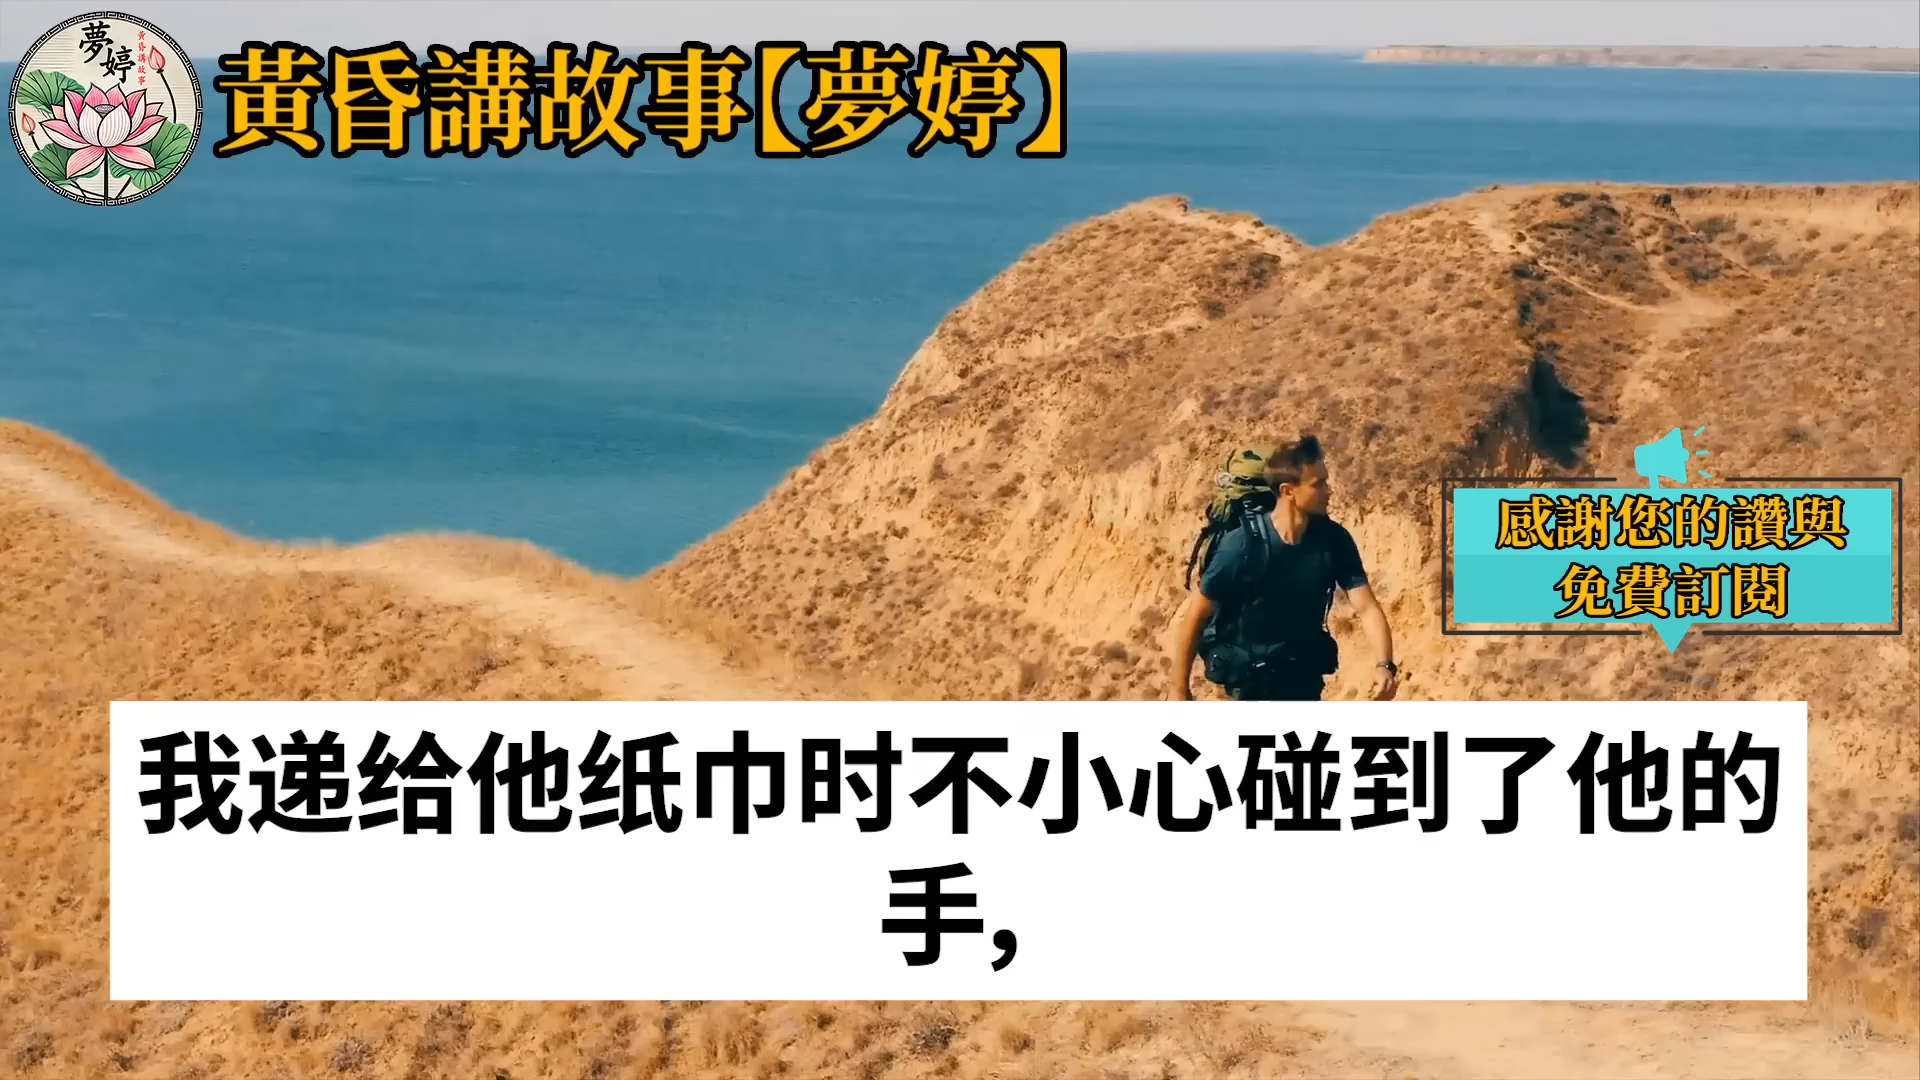 夢婷
黃昏講故事
黃昏講故事【夢婷】
感謝您的讚與
免費訂閱
我递给他纸巾时不小心碰到了他的
手,